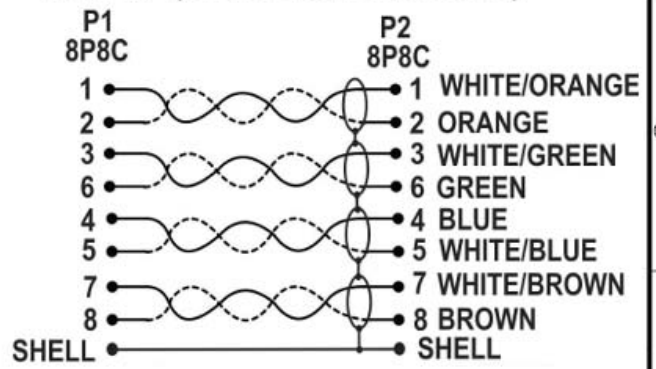 P1 P2
8P8C 8P8C
1 1 WHITE/ORANGE
2 2 ORANGE
3 3 WHITE/GREEN
6 6 GREEN
4 4 BLUE
5 5 WHITE/BLUE
7 7 WHITE/BROWN
8 8 BROWN
SHELL SHELL